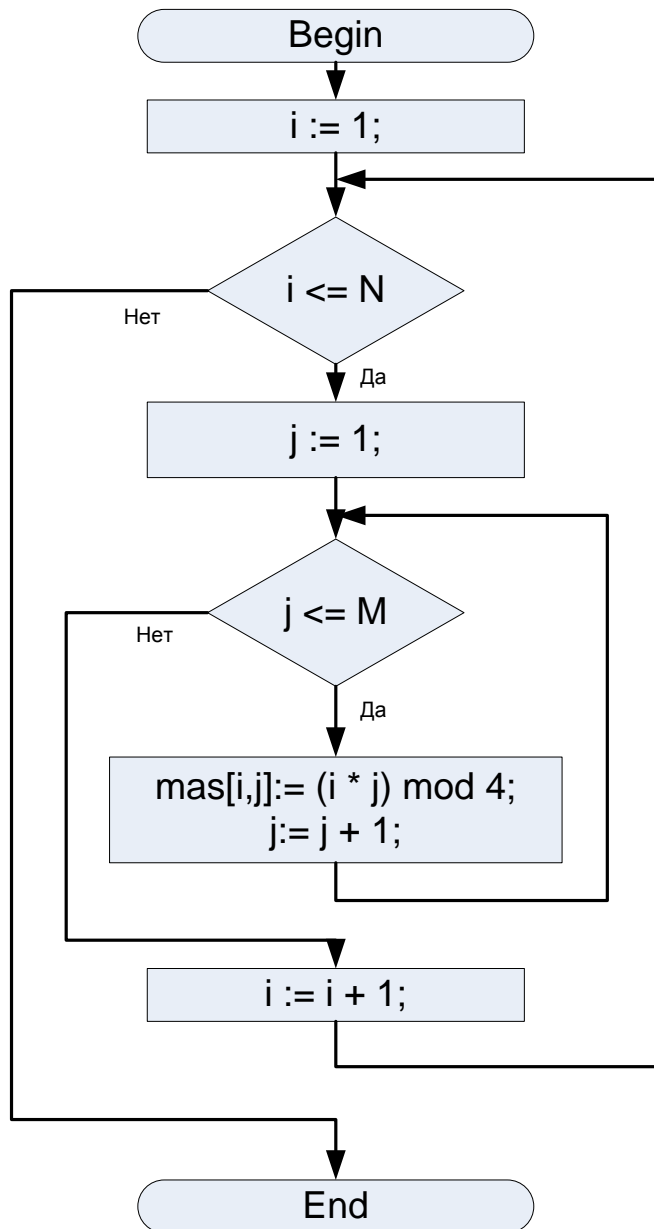 Begin
i := 1;
i <= N
Нет
Да
j := 1;
j <= M
Нет
Да
mas[i,j]:= (i * j) mod 4;
j:= j + 1;
i := i + 1;
End